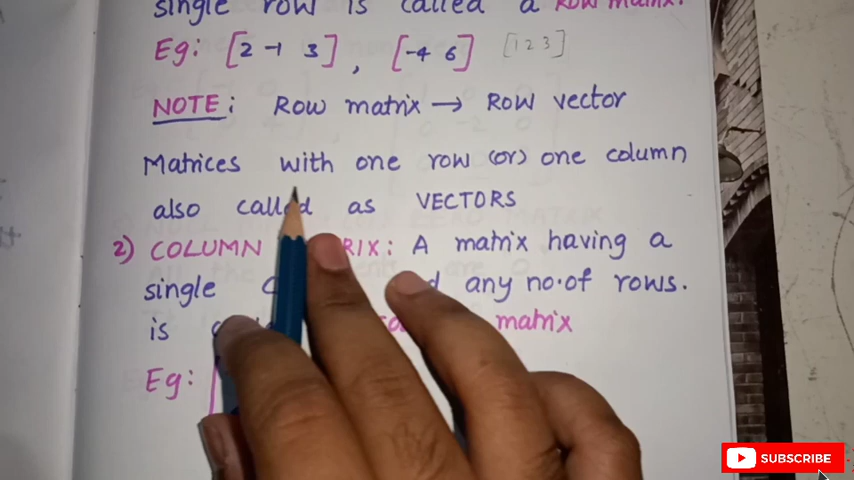 single row is called a Row matrix.
Eg: [2 -1 3], [-4 6] [1 2 3]
NOTE: Row matrix → Row vector
Matrices with one row (or) one column
also called as VECTORS
2) COLUMN RIX: A matrix having a
single any no. of rows.
is matrix
Eg: [
SUBSCRIBE